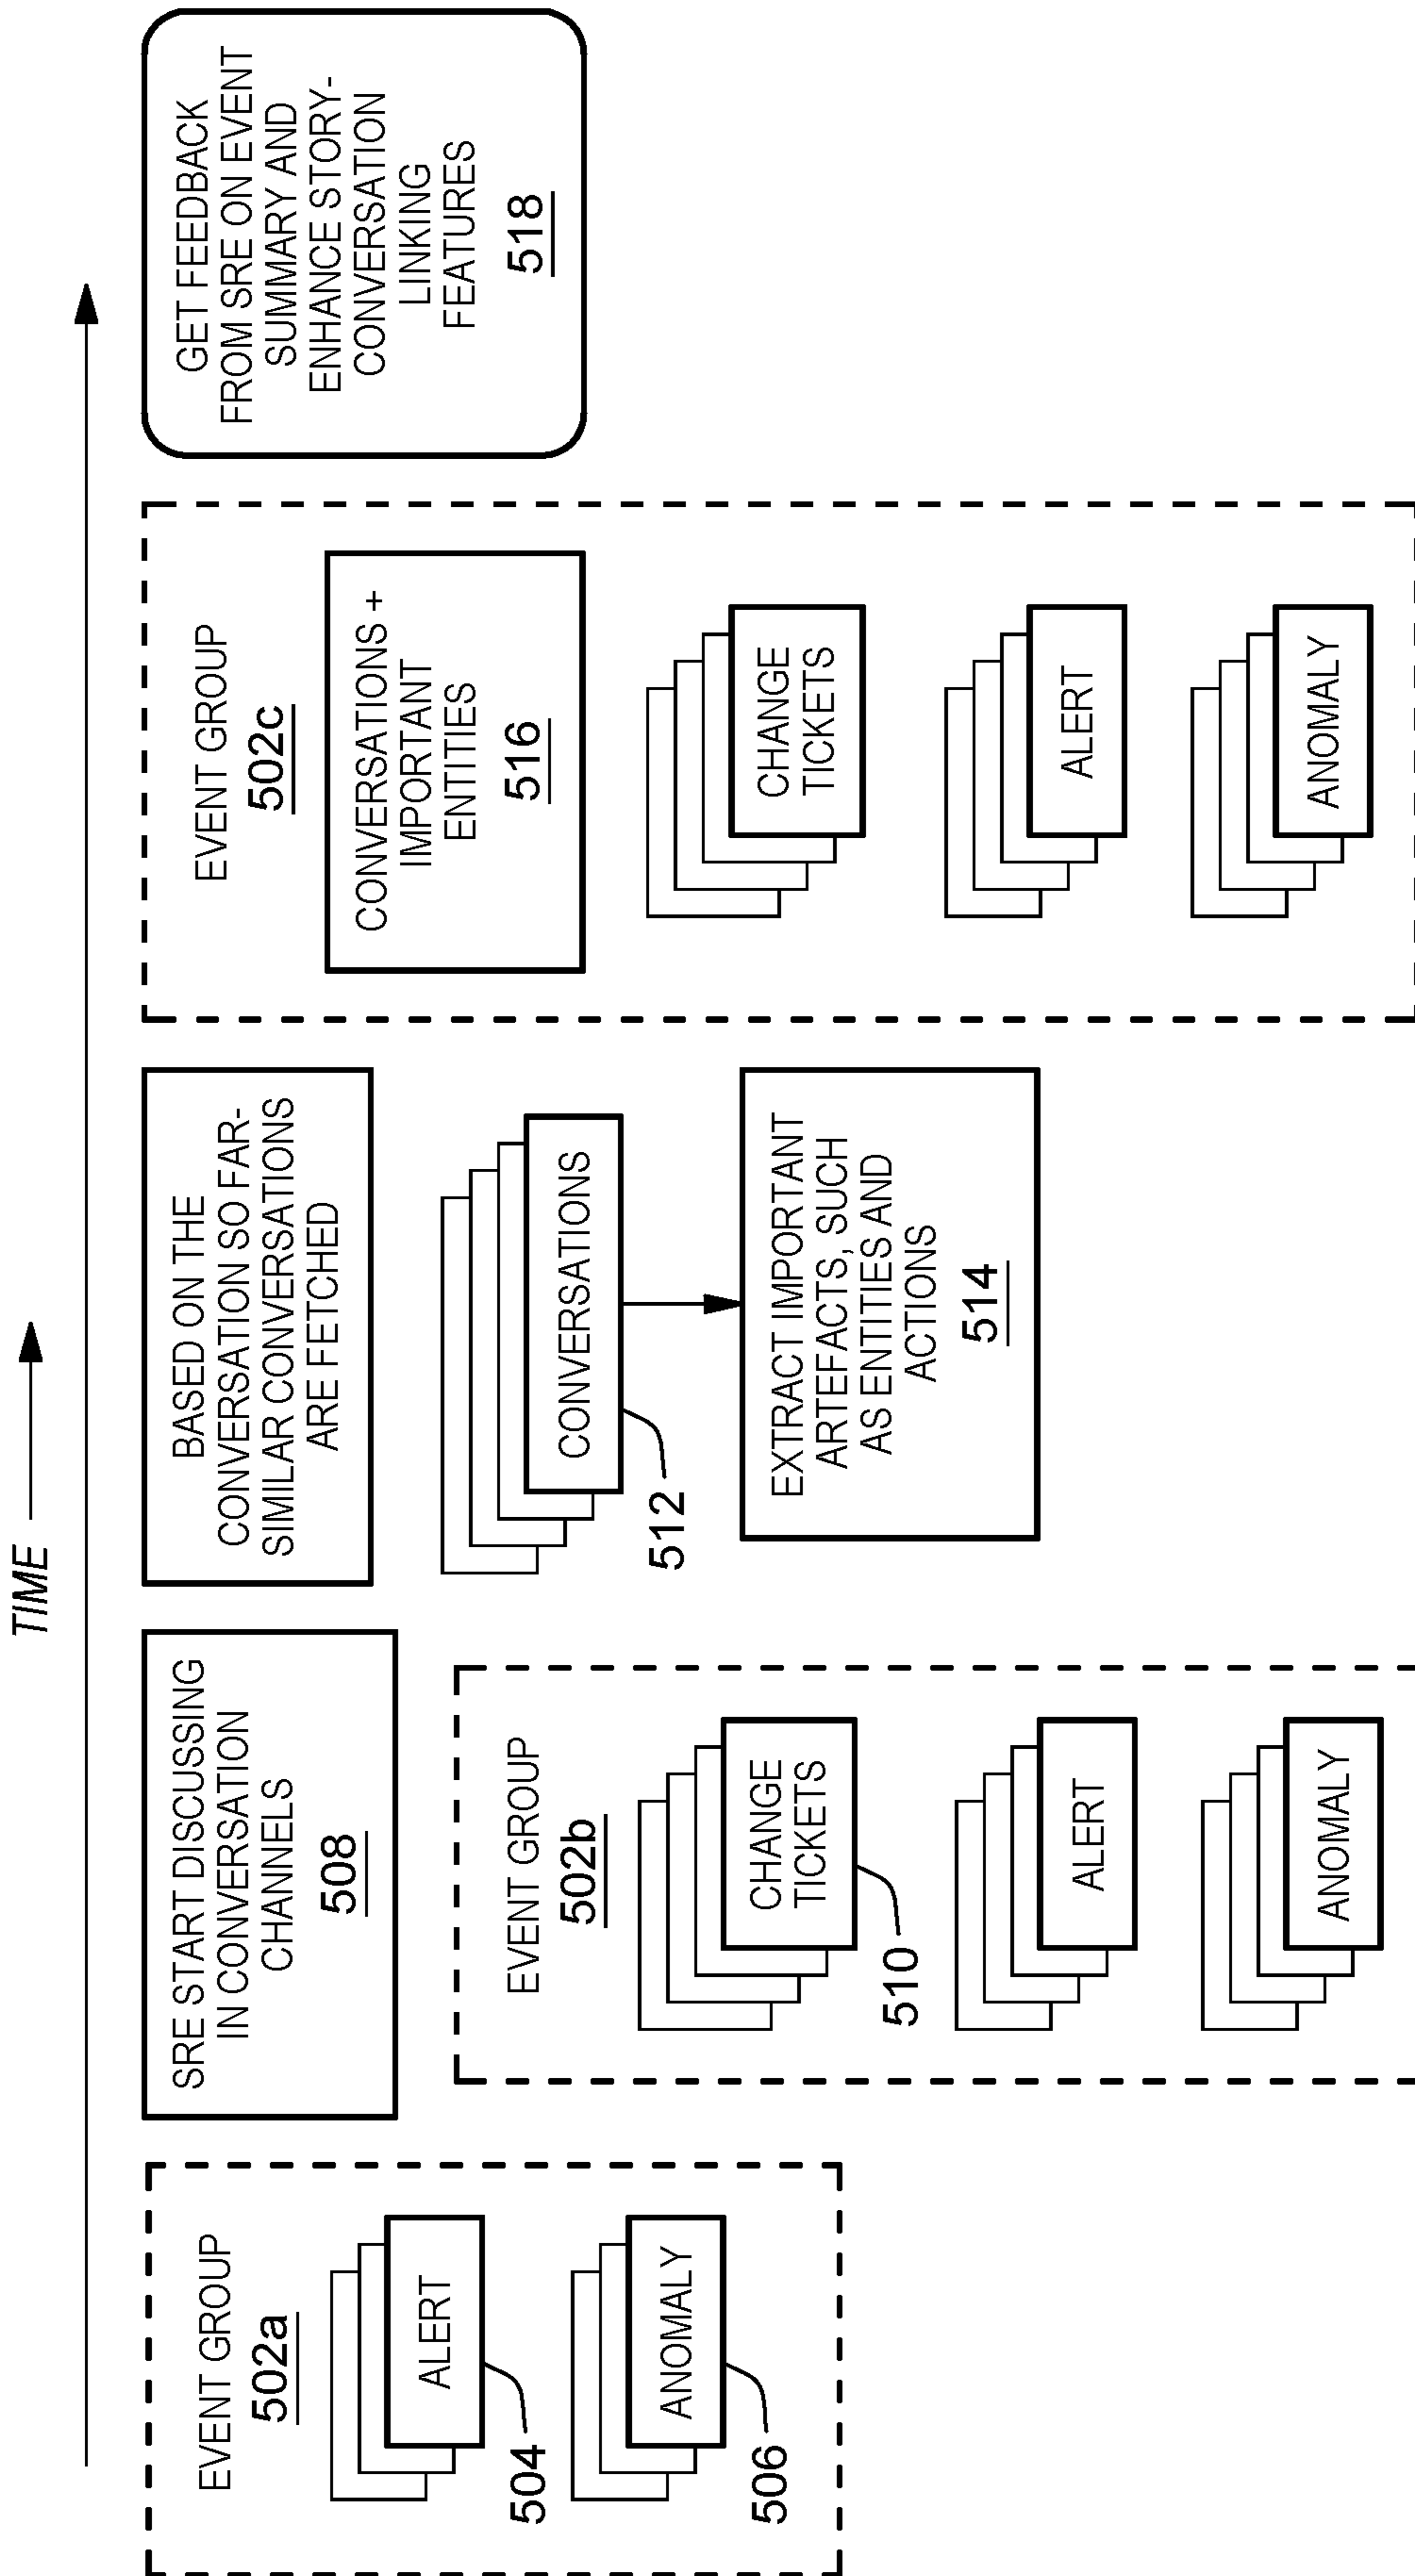 TIME
EVENT GROUP
502a
ALERT
504
ANOMALY
506
SRE START DISCUSSING
IN CONVERSATION
CHANNELS
508
EVENT GROUP
502b
CHANGE
TICKETS
510
ALERT
ANOMALY
BASED ON THE
CONVERSATION SO FAR-
SIMILAR CONVERSATIONS
ARE FETCHED
CONVERSATIONS
512
EXTRACT IMPORTANT
ARTEFACTS, SUCH
AS ENTITIES AND
ACTIONS
514
EVENT GROUP
502c
CONVERSATIONS +
IMPORTANT
ENTITIES
516
CHANGE
TICKETS
ALERT
ANOMALY
GET FEEDBACK
FROM SRE ON EVENT
SUMMARY AND
ENHANCE STORY-
CONVERSATION
LINKING
FEATURES
518